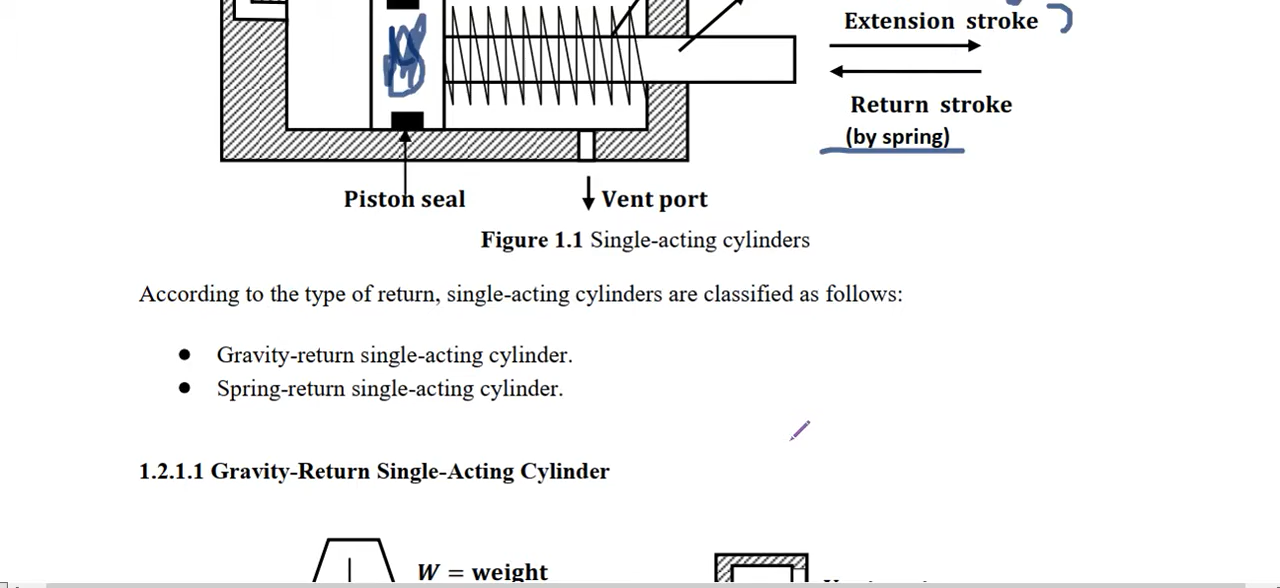 Extension stroke
Return stroke
(by spring)
Piston seal
Vent port
Figure 1.1 Single-acting cylinders
According to the type of return, single-acting cylinders are classified as follows:
● Gravity-return single-acting cylinder.
● Spring-return single-acting cylinder.
1.2.1.1 Gravity-Return Single-Acting Cylinder
W = weight